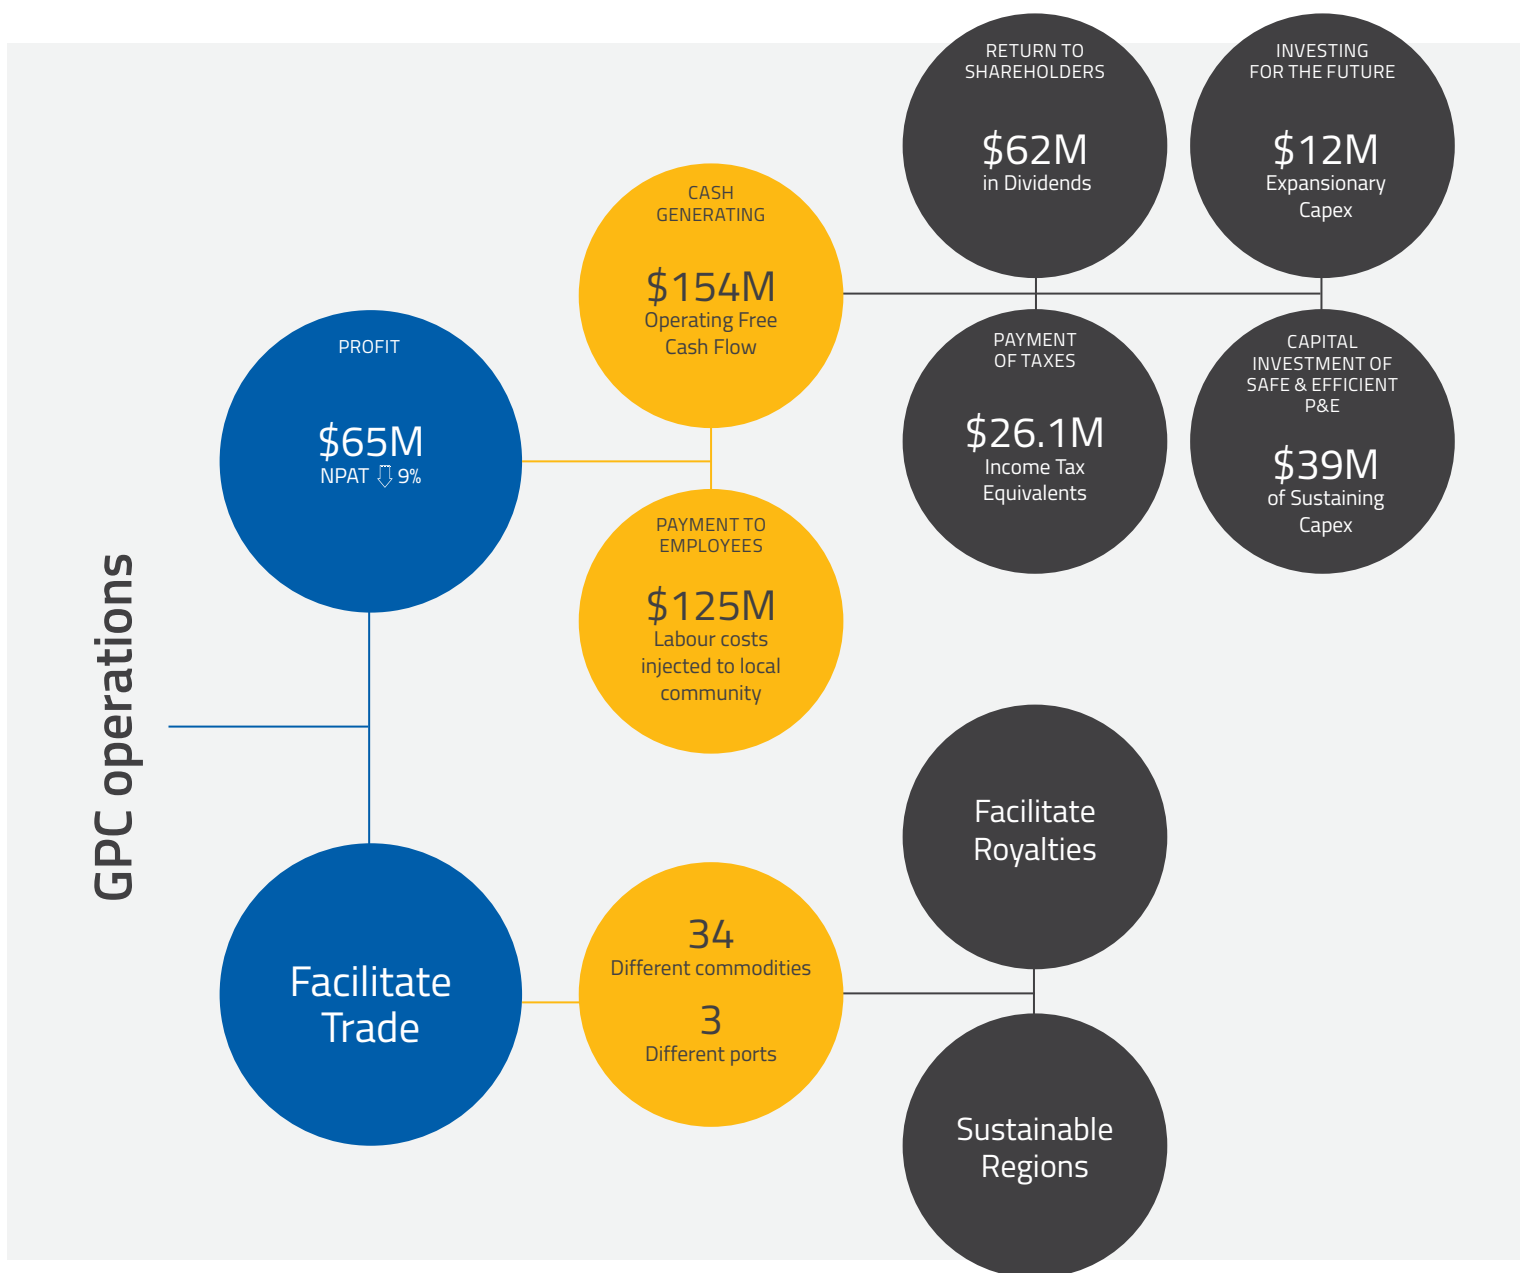 GPC operations
PROFIT
$65M
NPAT ⇩ 9%
Facilitate
Trade
CASH
GENERATING
$154M
Operating Free
Cash Flow
PAYMENT TO
EMPLOYEES
$125M
Labour costs
injected to local
community
34
Different commodities
3
Different ports
RETURN TO
SHAREHOLDERS
$62M
in Dividends
INVESTING
FOR THE FUTURE
$12M
Expansionary
Capex
PAYMENT
OF TAXES
$26.1M
Income Tax
Equivalents
CAPITAL
INVESTMENT OF
SAFE & EFFICIENT
P&E
$39M
of Sustaining
Capex
Facilitate
Royalties
Sustainable
Regions